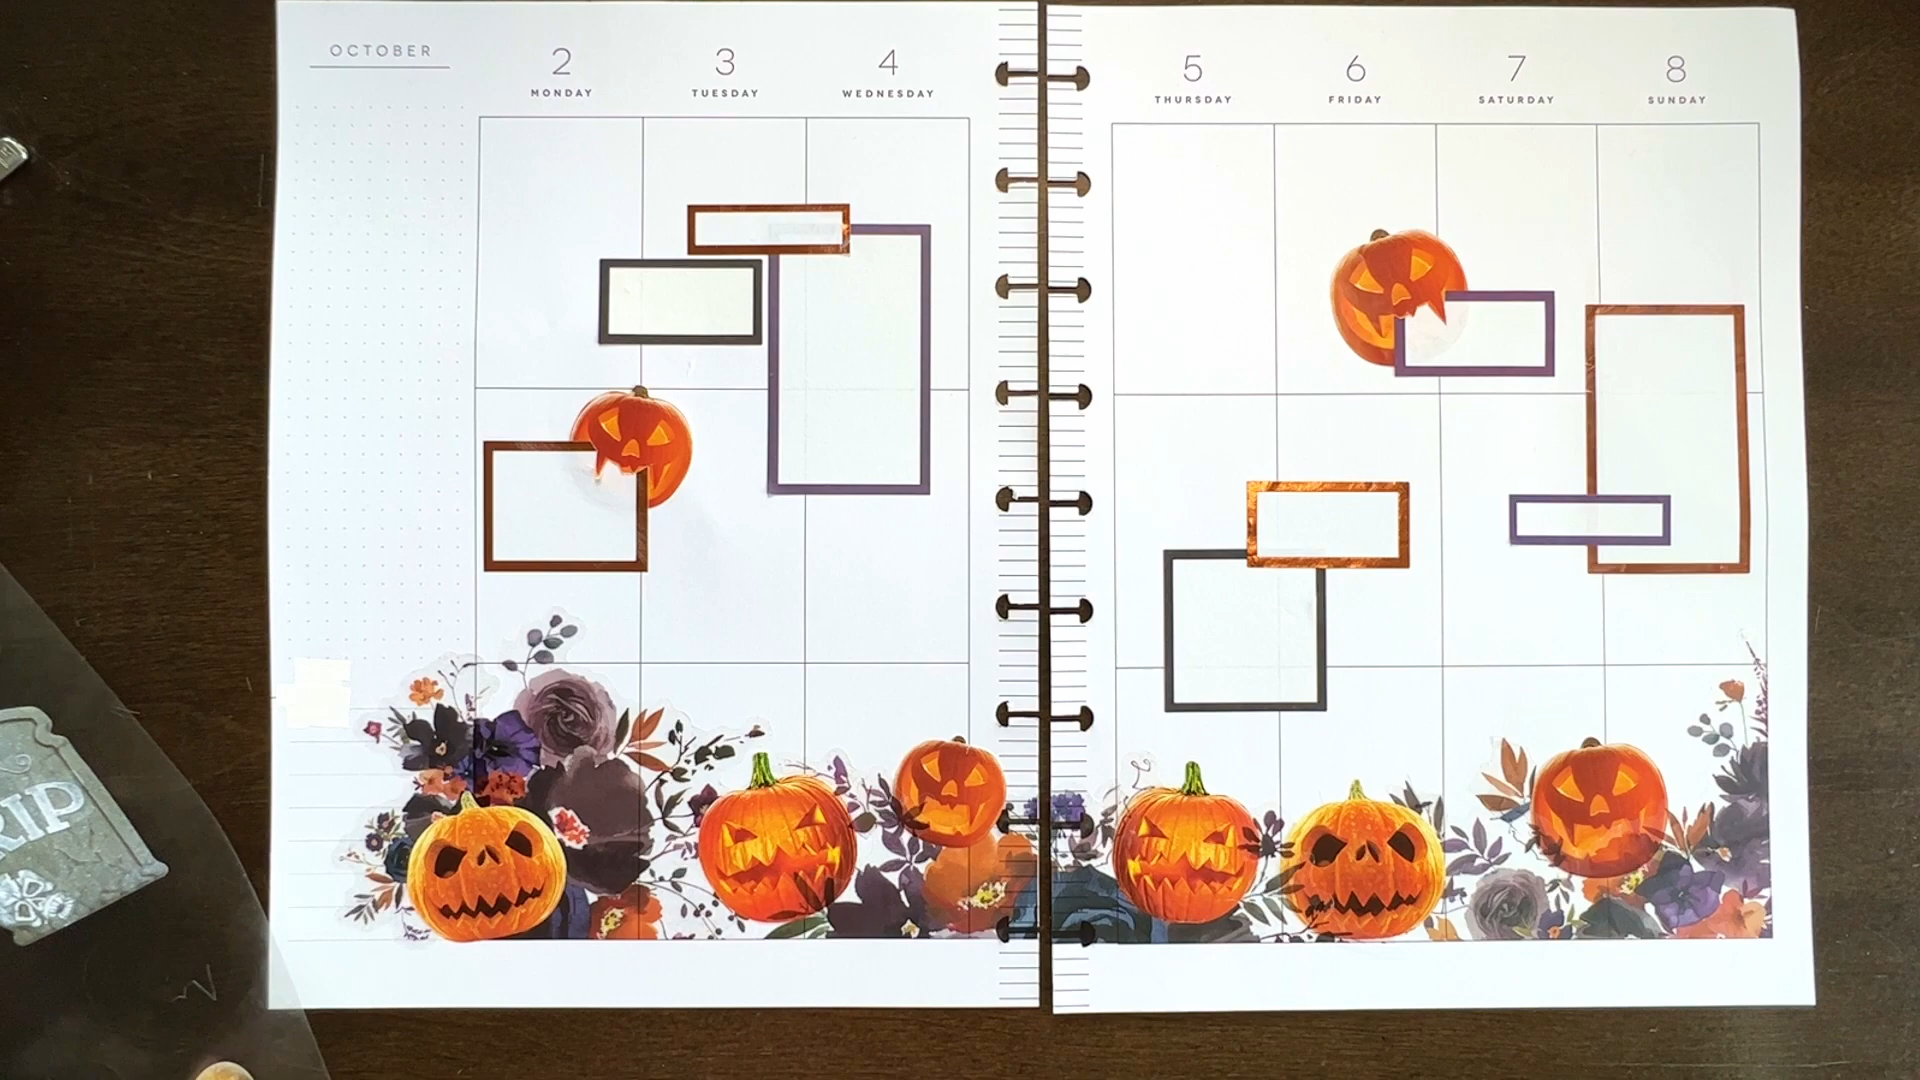 OCTOBER
2 3 4
MONDAY TUESDAY WEDNESDAY
5 6 7 8
THURSDAY FRIDAY SATURDAY SUNDAY
RIP